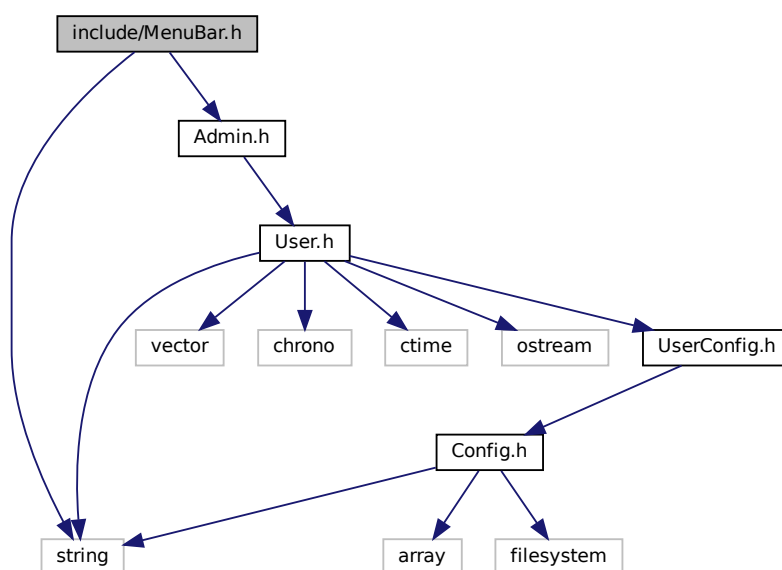 include/MenuBar.h
Admin.h
User.h
vector
chrono
ctime
ostream
UserConfig.h
Config.h
string
array
filesystem